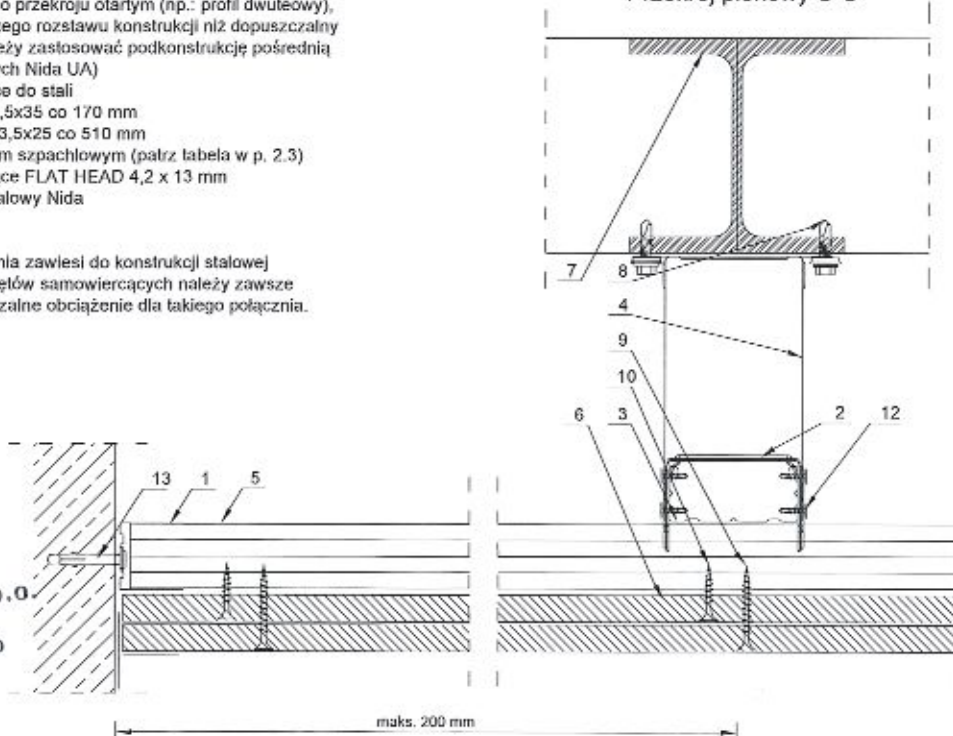 o przekroju otartym (np.: profil dwuteowy),
zego rozstawu konstrukcji niż dopuszczalny
eży zastosować podkonstrukcję pośrednią
ych Nida UA)
e do stali
,5x35 co 170 mm
3,5x25 co 510 mm
m szpachlowym (patrz tabela w p. 2.3)
ce FLAT HEAD 4,2 x 13 mm
alowy Nida
nia zawiesi do konstrukcji stalowej
ętów samowiercących należy zawsze
zalne obciążenie dla takiego połącznia.
7
8
4
9
10
6
3
2
12
13
1
5
.o.
maks. 200 mm